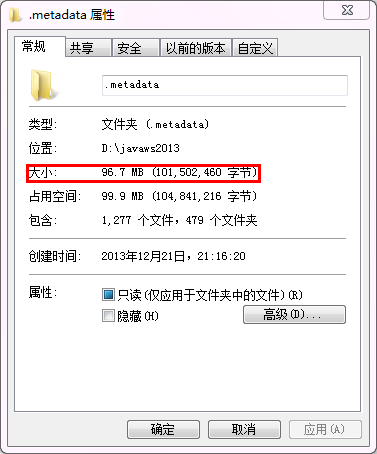 .metadata 属性
常规 共享 安全 以前的版本 自定义
.metadata
类型: 文件夹 (.metadata)
位置: D:\javaws2013
大小: 96.7 MB (101,502,460 字节)
占用空间: 99.9 MB (104,841,216 字节)
包含: 1,277 个文件，479 个文件夹
创建时间: 2013年12月21日，21:16:20
属性: 只读(仅应用于文件夹中的文件)(R)
隐藏(H) 高级(D)...
确定 取消 应用(A)